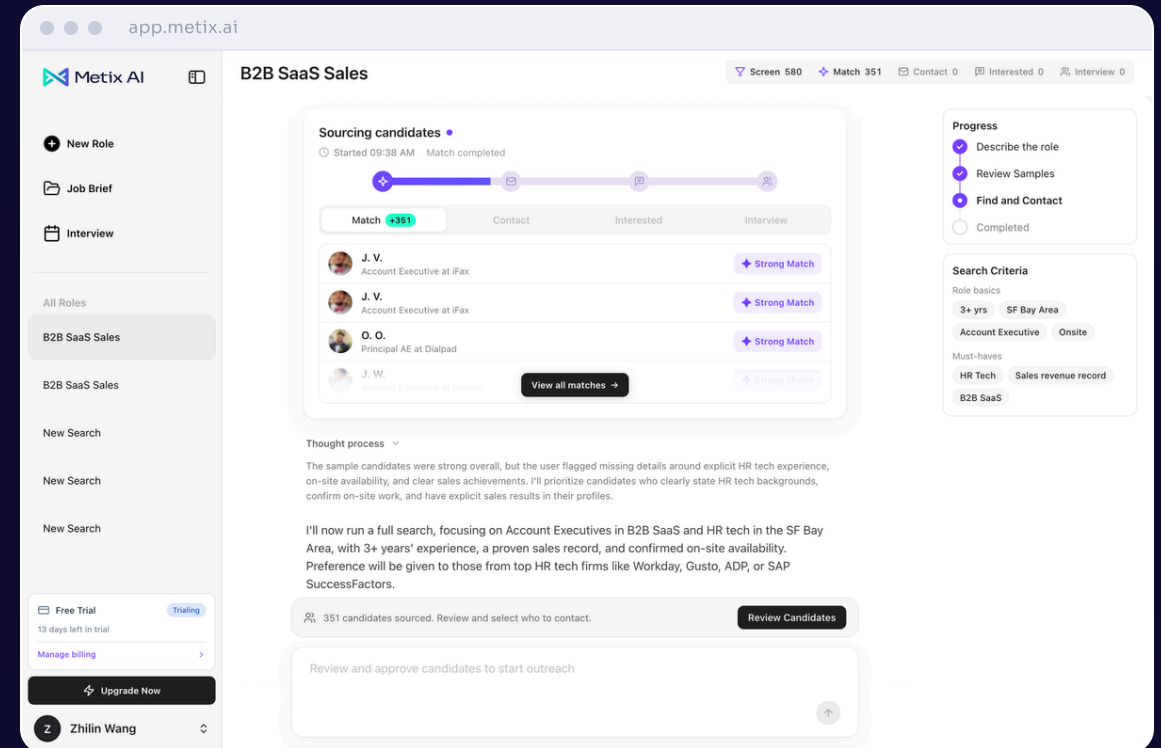 app.metix.ai
Metix AI
New Role
Job Brief
Interview
All Roles
B2B SaaS Sales
B2B SaaS Sales
New Search
New Search
New Search
Free Trial
Trialing
13 days left in trial
Manage billing
Upgrade Now
Z
Zhilin Wang
B2B SaaS Sales
Screen 580
Match 351
Contact 0
Interested 0
Interview 0
Sourcing candidates
Started 09:38 AM
Match completed
Match +351
Contact
Interested
Interview
J. V.
Account Executive at iFax
Strong Match
J. V.
Account Executive at iFax
Strong Match
O. O.
Principal AE at Dialpad
Strong Match
J. W.
Account Executive at
Strong Match
View all matches →
Thought process
The sample candidates were strong overall, but the user flagged missing details around explicit HR tech experience,
on-site availability, and clear sales achievements. I'll prioritize candidates who clearly state HR tech backgrounds,
confirm on-site work, and have explicit sales results in their profiles.
I'll now run a full search, focusing on Account Executives in B2B SaaS and HR tech in the SF Bay
Area, with 3+ years' experience, a proven sales record, and confirmed on-site availability.
Preference will be given to those from top HR tech firms like Workday, Gusto, ADP, or SAP
SuccessFactors.
351 candidates sourced. Review and select who to contact.
Review Candidates
Review and approve candidates to start outreach
Progress
Describe the role
Review Samples
Find and Contact
Completed
Search Criteria
Role basics
3+ yrs
SF Bay Area
Account Executive
Onsite
Must-haves
HR Tech
Sales revenue record
B2B SaaS